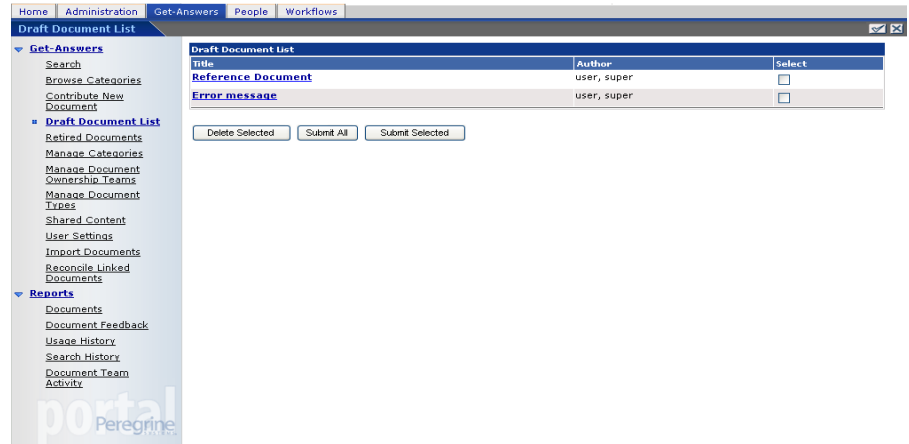 Home Administration Get-Answers People Workflows
Draft Document List
Get-Answers
Search
Browse Categories
Contribute New
Document
Draft Document List
Retired Documents
Manage Categories
Manage Document
Ownership Teams
Manage Document
Types
Shared Content
User Settings
Import Documents
Reconcile Linked
Documents
Reports
Documents
Document Feedback
Usage History
Search History
Document Team
Activity
portal
Peregrine
Draft Document List
Title Author Select
Reference Document user, super
Error message user, super
Delete Selected Submit All Submit Selected